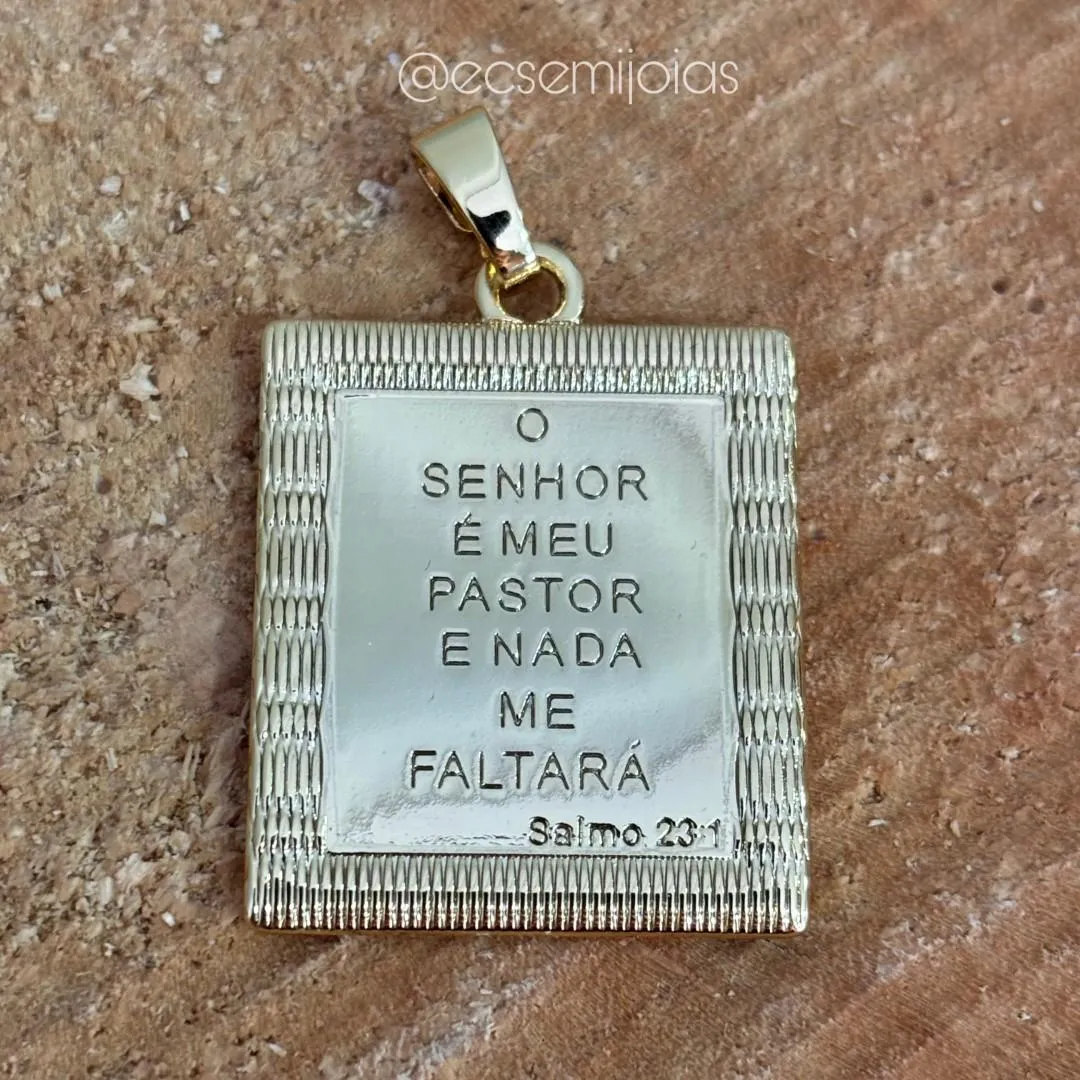 @ecsemijoias
O
SENHOR
É MEU
PASTOR
E NADA
ME
FALTARÁ
Salmo 23:1